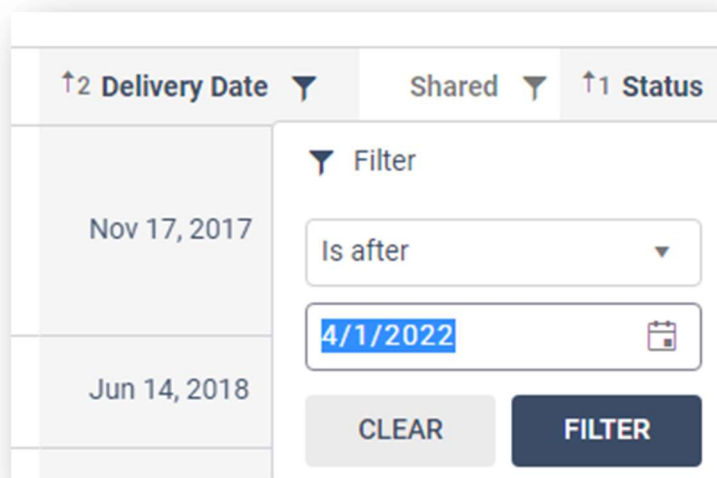 ↑2 Delivery Date Shared ↑1 Status
Filter
Nov 17, 2017
Is after
4/1/2022
Jun 14, 2018
CLEAR FILTER